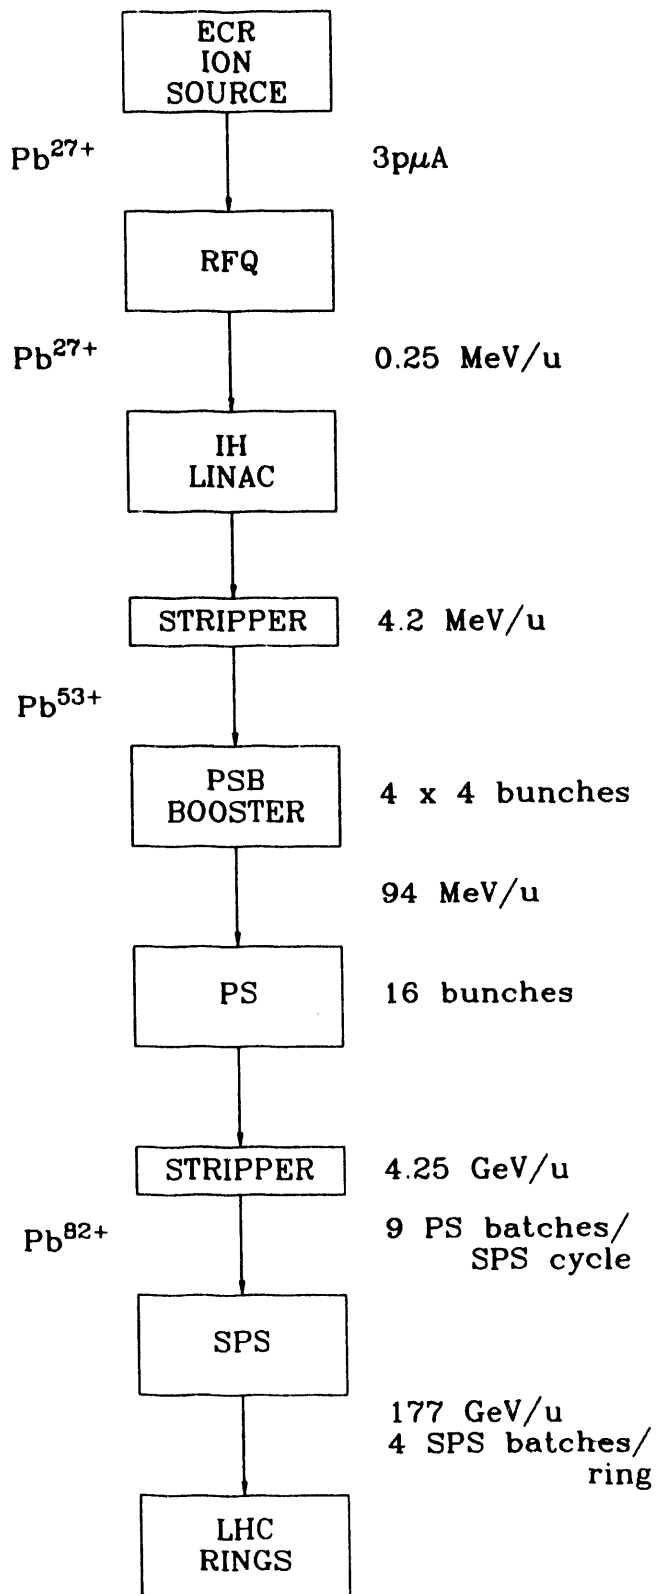 ECR
ION
SOURCE
Pb²⁷⁺ 3pμA
RFQ
Pb²⁷⁺ 0.25 MeV/u
IH
LINAC
STRIPPER 4.2 MeV/u
Pb⁵³⁺
PSB
BOOSTER
4 x 4 bunches
94 MeV/u
PS 16 bunches
STRIPPER 4.25 GeV/u
Pb⁸²⁺
9 PS batches/
SPS cycle
SPS
177 GeV/u
4 SPS batches/
ring
LHC
RINGS